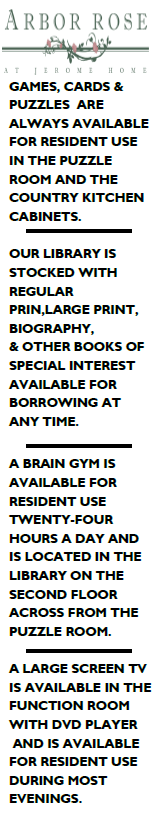 ARBOR ROSE
AT JEROME HOME
GAMES, CARDS &
PUZZLES ARE
ALWAYS AVAILABLE
FOR RESIDENT USE
IN THE PUZZLE
ROOM AND THE
COUNTRY KITCHEN
CABINETS.
OUR LIBRARY IS
STOCKED WITH
REGULAR
PRIN,LARGE PRINT,
BIOGRAPHY,
& OTHER BOOKS OF
SPECIAL INTEREST
AVAILABLE FOR
BORROWING AT
ANY TIME.
A BRAIN GYM IS
AVAILABLE FOR
RESIDENT USE
TWENTY-FOUR
HOURS A DAY AND
IS LOCATED IN THE
LIBRARY ON THE
SECOND FLOOR
ACROSS FROM THE
PUZZLE ROOM.
A LARGE SCREEN TV
IS AVAILABLE IN THE
FUNCTION ROOM
WITH DVD PLAYER
AND IS AVAILABLE
FOR RESIDENT USE
DURING MOST
EVENINGS.